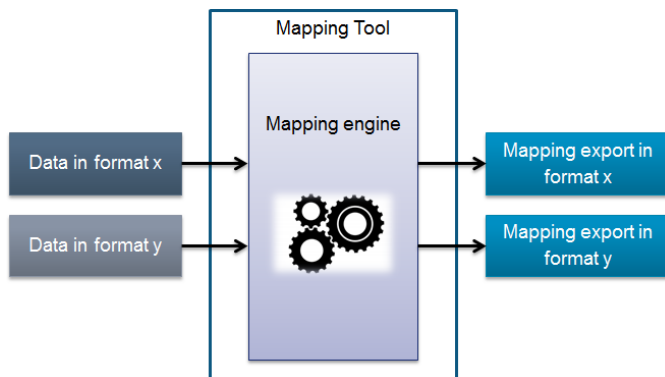 Mapping Tool
Mapping engine
Data in format x
Mapping export in
format x
Data in format y
Mapping export in
format y